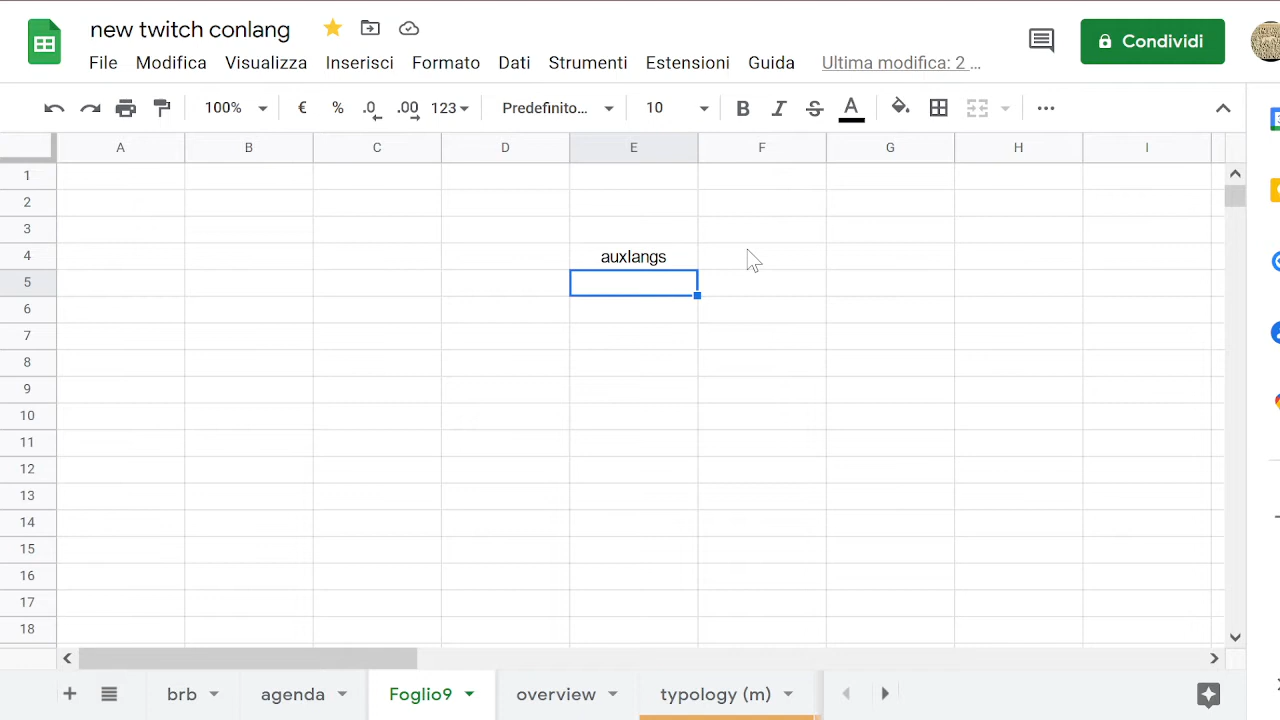 new twitch conlang
File Modifica Visualizza Inserisci Formato Dati Strumenti Estensioni Guida Ultima modifica: 2 ...
Condividi
100% € % .0 .00 123 Predefinito... 10 B I S A
A B C D E F G H I
1
2
3
4 auxlangs
5
6
7
8
9
10
11
12
13
14
15
16
17
18
brb agenda Foglio9 overview typology (m)